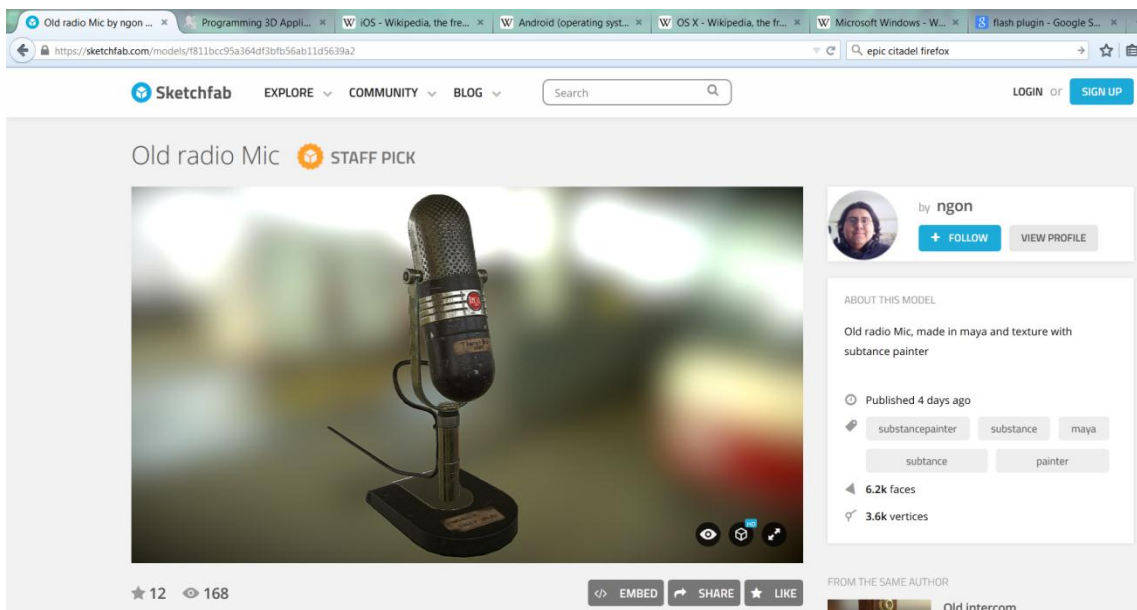 Old radio Mic by ngon ...
Programming 3D Appli...
W iOS - Wikipedia, the fre...
W Android (operating syst...
W OS X - Wikipedia, the fr...
W Microsoft Windows - W...
8 flash plugin - Google S...
https://sketchfab.com/models/f811bcc95a364df3bfb56ab11d5639a2
epic citadel firefox
Sketchfab
EXPLORE
COMMUNITY
BLOG
Search
LOGIN or
SIGN UP
Old radio Mic
STAFF PICK
HD
12
168
</> EMBED
SHARE
LIKE
by ngon
+ FOLLOW
VIEW PROFILE
ABOUT THIS MODEL
Old radio Mic, made in maya and texture with
subtance painter
Published 4 days ago
substancepainter
substance
maya
subtance
painter
6.2k faces
3.6k vertices
FROM THE SAME AUTHOR
Old intercom